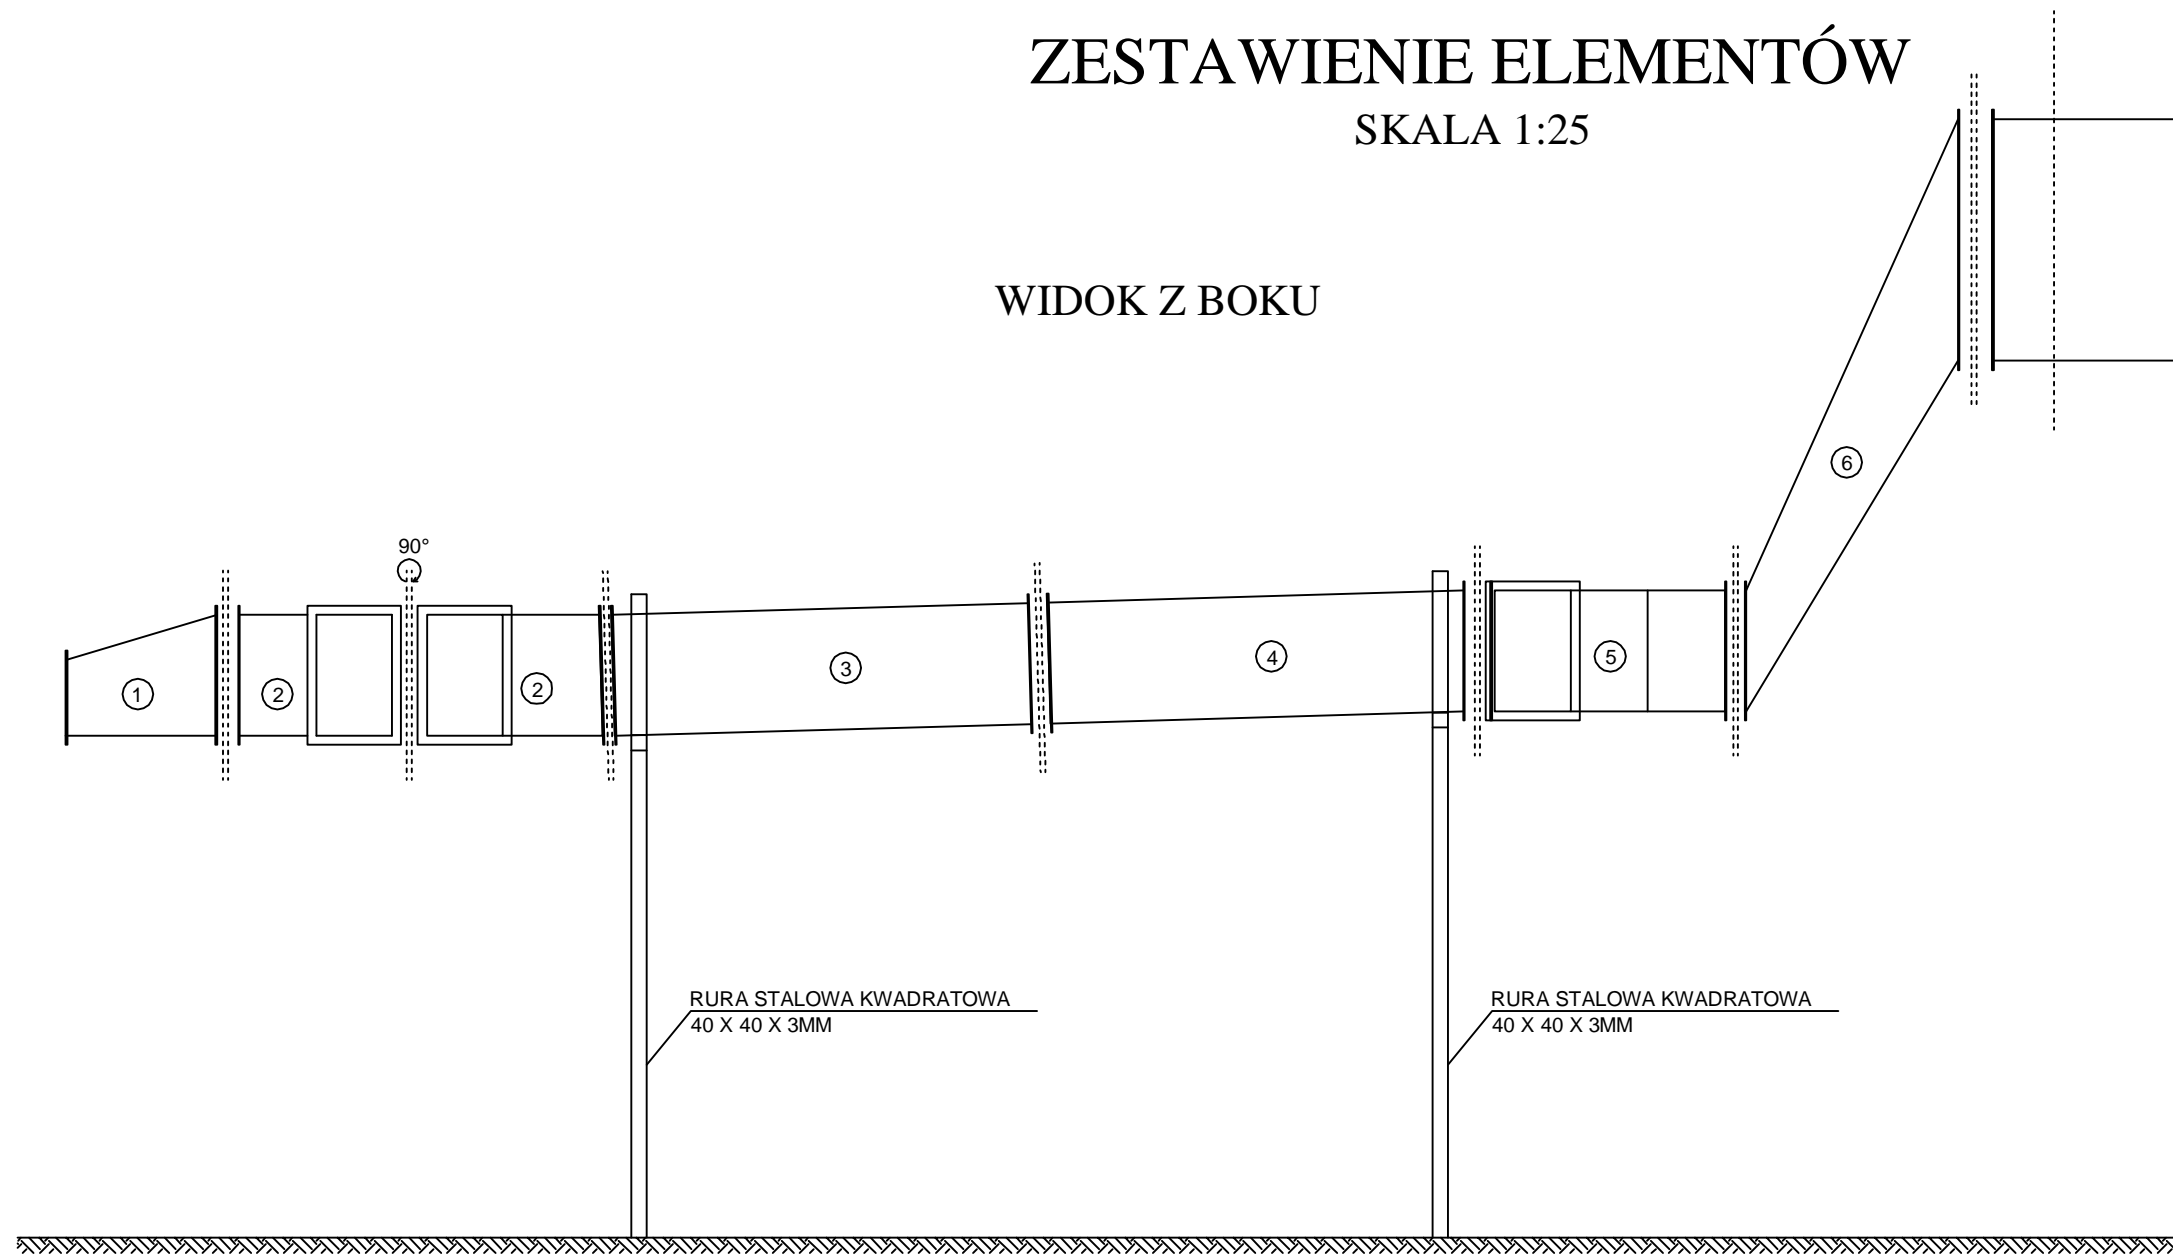 ZESTAWIENIE ELEMENTÓW
SKALA 1:25
WIDOK Z BOKU
6
90°
1
2
2
3
4
5
RURA STALOWA KWADRATOWA
40 X 40 X 3MM
RURA STALOWA KWADRATOWA
40 X 40 X 3MM